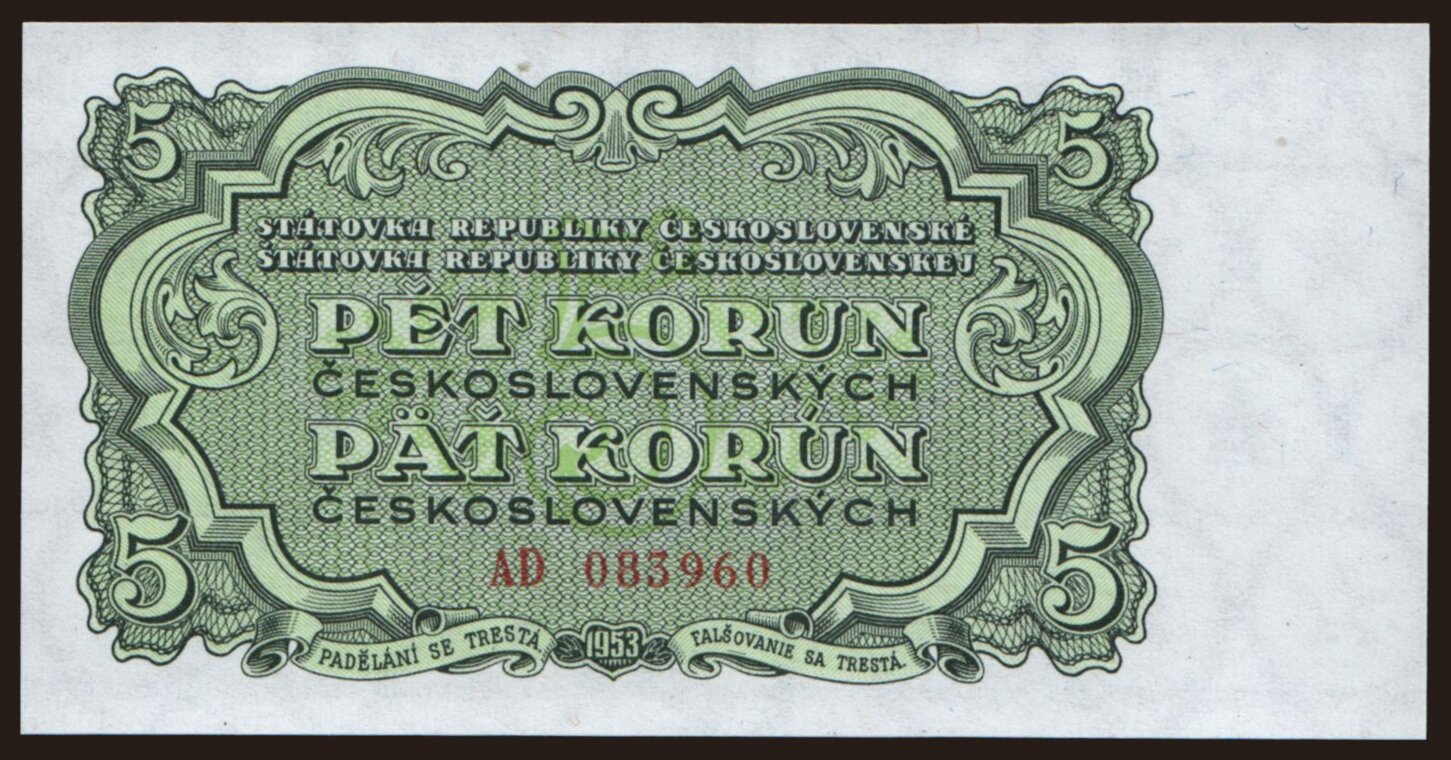 5 5
STÁTOVKA REPUBLIKY ČESKOSLOVENSKÉ
ŠTÁTOVKA REPUBLIKY ČESKOSLOVENSKEJ
PĚT KORUN
ČESKOSLOVENSKÝCH
PÄŤ KORÚN
ČESKOSLOVENSKÝCH
AD 083960
5 5
PADĚLÁNÍ SE TRESTÁ.
1953
FALŠOVANIE SA TRESTÁ.